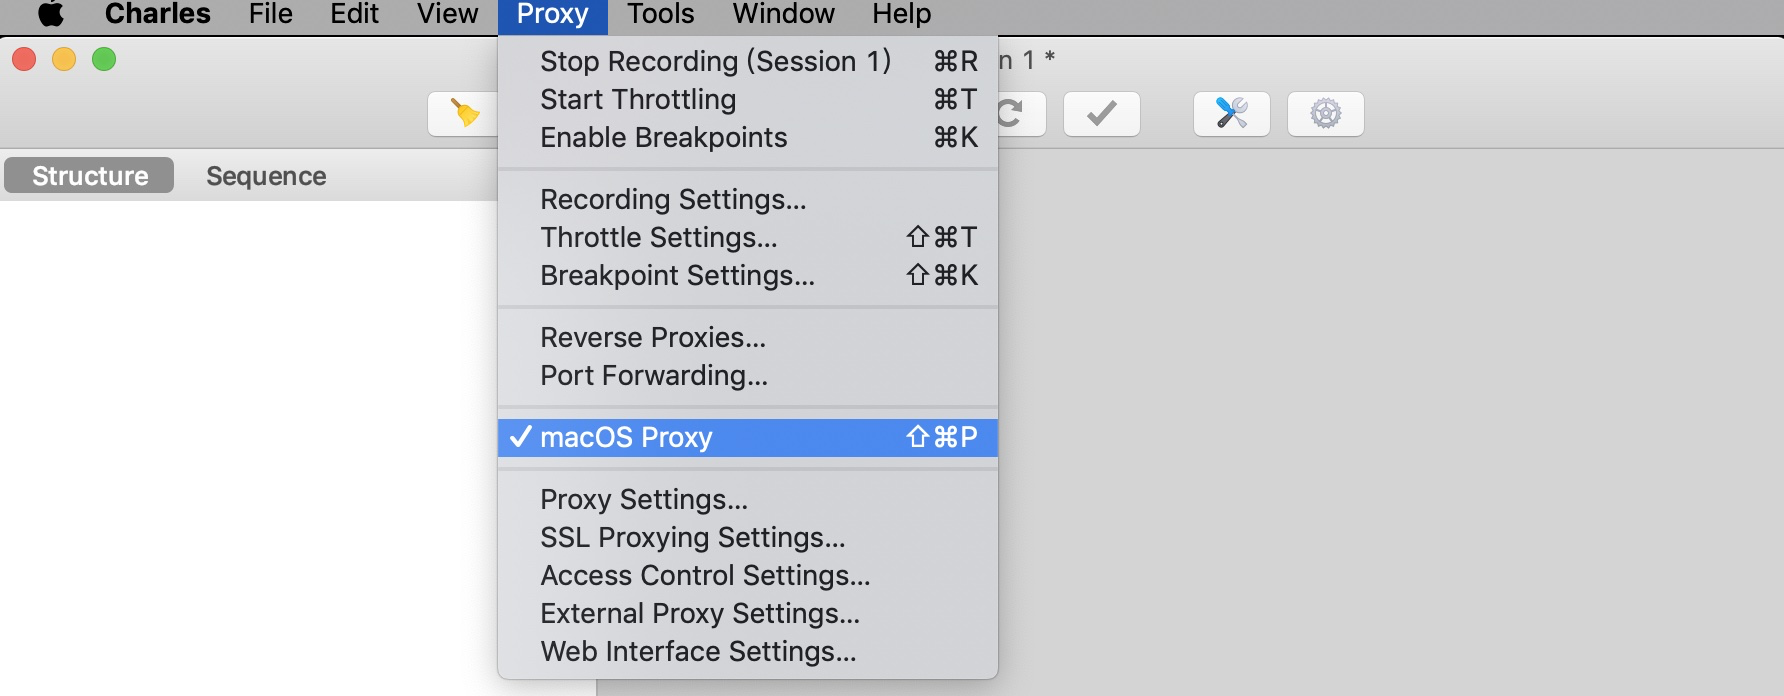 Charles File Edit View Proxy Tools Window Help
n 1 *
Stop Recording (Session 1) ⌘R
Start Throttling ⌘T
Enable Breakpoints ⌘K
Structure Sequence
Recording Settings...
Throttle Settings... ⇧⌘T
Breakpoint Settings... ⇧⌘K
Reverse Proxies...
Port Forwarding...
✓ macOS Proxy ⇧⌘P
Proxy Settings...
SSL Proxying Settings...
Access Control Settings...
External Proxy Settings...
Web Interface Settings...